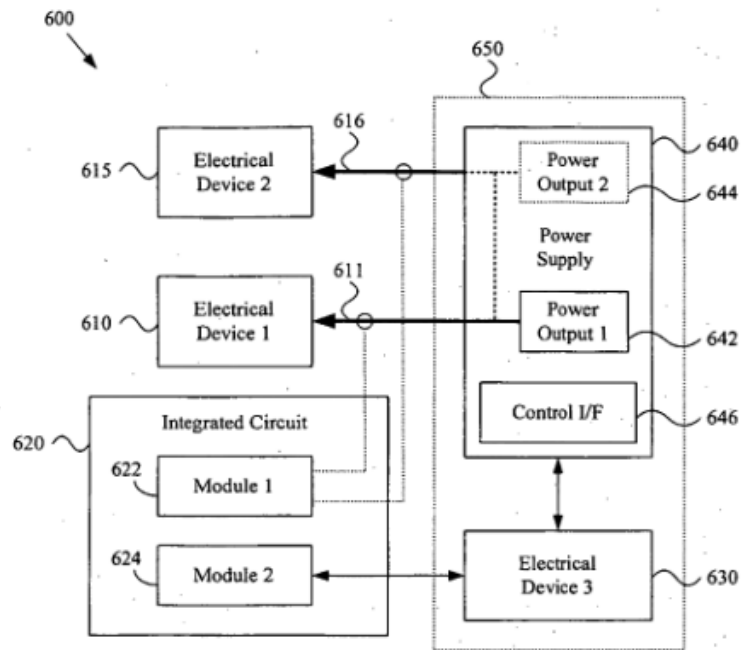 600
650
616
640
615
Electrical
Device 2
Power
Output 2
644
Power
Supply
611
610
Electrical
Device 1
Power
Output 1
642
620
Integrated Circuit
Control I/F
646
622
Module 1
624
Module 2
Electrical
Device 3
630